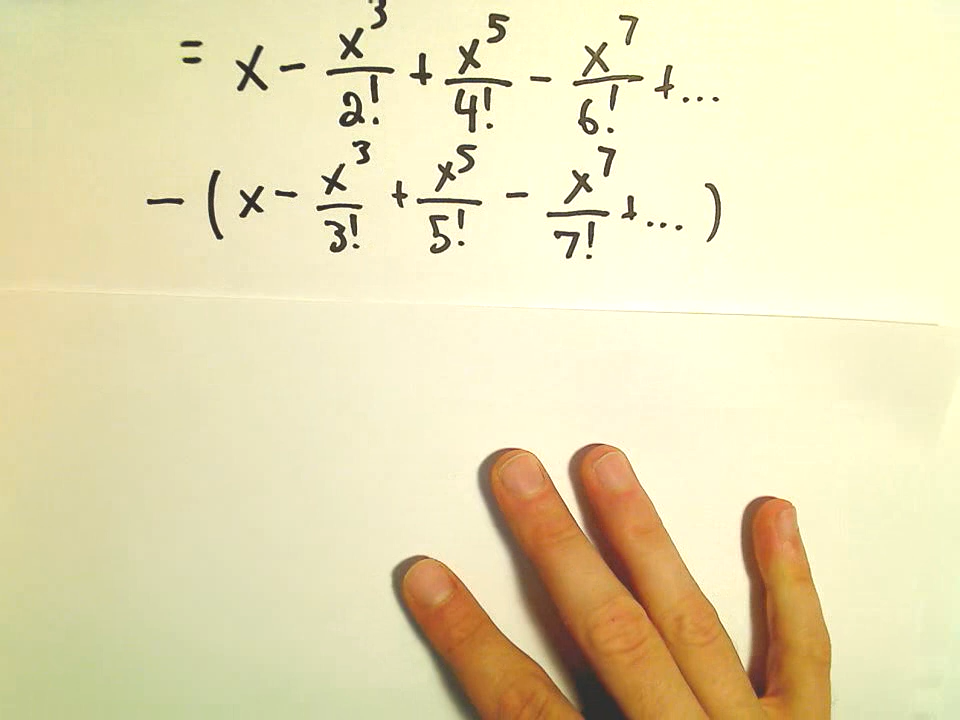 = x - x³/2! + x⁵/4! - x⁷/6! + ...
- (x - x³/3! + x⁵/5! - x⁷/7! + ...)